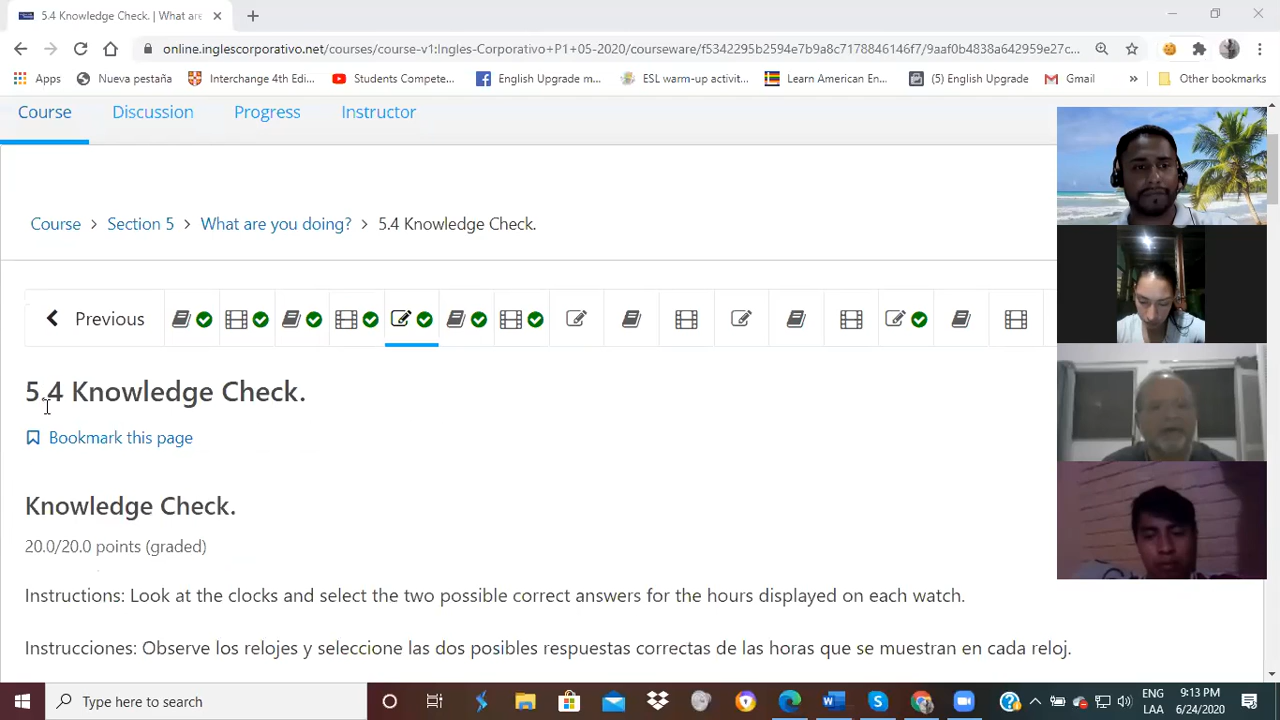 5.4 Knowledge Check. | What are
online.inglescorporativo.net/courses/course-v1:Ingles-Corporativo+P1+05-2020/courseware/f5342295b2594e7b9a8c7178846146f7/9aaf0b4838a642959e27c...
Apps Nueva pestaña Interchange 4th Edi... Students Compete... English Upgrade m... ESL warm-up activit... Learn American En... (5) English Upgrade Gmail » Other bookmarks
Course Discussion Progress Instructor
Course > Section 5 > What are you doing? > 5.4 Knowledge Check.
Previous
5.4 Knowledge Check.
Bookmark this page
Knowledge Check.
20.0/20.0 points (graded)
Instructions: Look at the clocks and select the two possible correct answers for the hours displayed on each watch.
Instrucciones: Observe los relojes y seleccione las dos posibles respuestas correctas de las horas que se muestran en cada reloj.
Type here to search
ENG 9:13 PM
LAA 6/24/2020